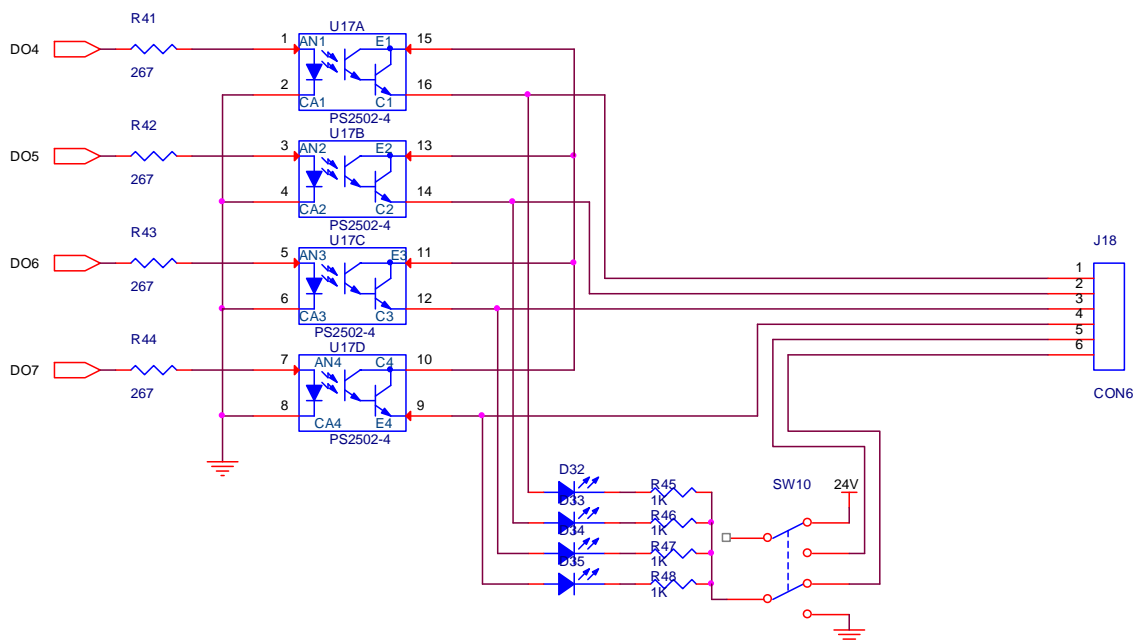 R41
DO4
267
1
2
U17A
AN1
E1
CA1
C1
15
16
PS2502-4
R42
DO5
267
3
4
U17B
AN2
E2
CA2
C2
13
14
PS2502-4
R43
DO6
267
5
6
U17C
AN3
E3
CA3
C3
11
12
PS2502-4
R44
DO7
267
7
8
U17D
AN4
C4
CA4
E4
10
9
PS2502-4
J18
1
2
3
4
5
6
CON6
D32
D33
D34
D35
R45
1K
R46
1K
R47
1K
R48
1K
SW10
24V